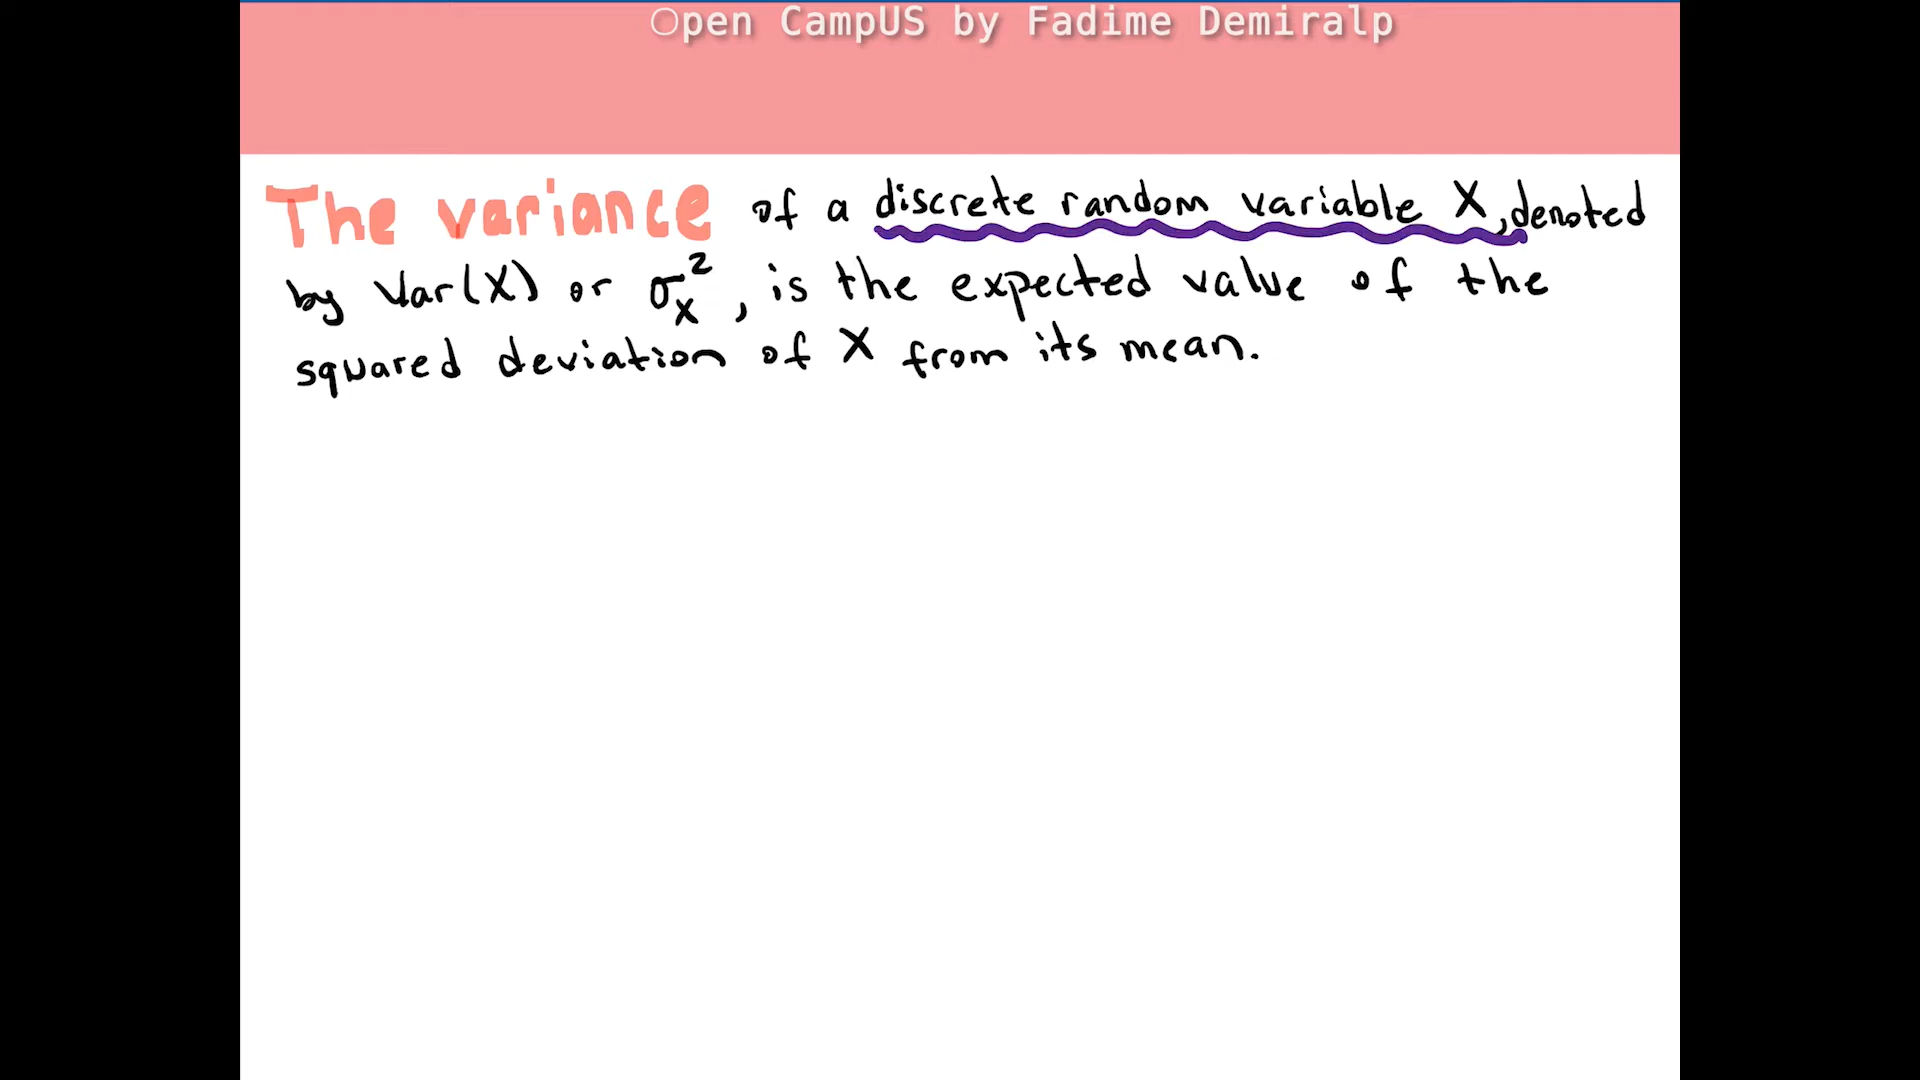 Open CampUS by Fadime Demiralp
The variance of a discrete random variable X, denoted
by Var(X) or σ²ₓ, is the expected value of the
squared deviation of X from its mean.